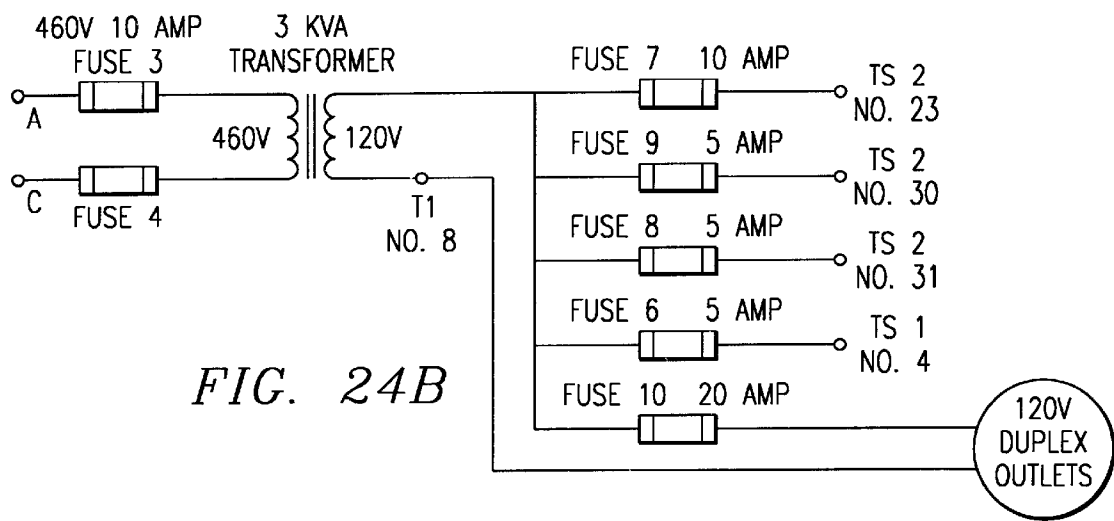 460V 10 AMP
FUSE 3
3 KVA
TRANSFORMER
A
460V
120V
C
FUSE 4
T1
NO. 8
FUSE 7 10 AMP
TS 2
NO. 23
FUSE 9 5 AMP
TS 2
NO. 30
FUSE 8 5 AMP
TS 2
NO. 31
FUSE 6 5 AMP
TS 1
NO. 4
FUSE 10 20 AMP
120V
DUPLEX
OUTLETS
FIG. 24B